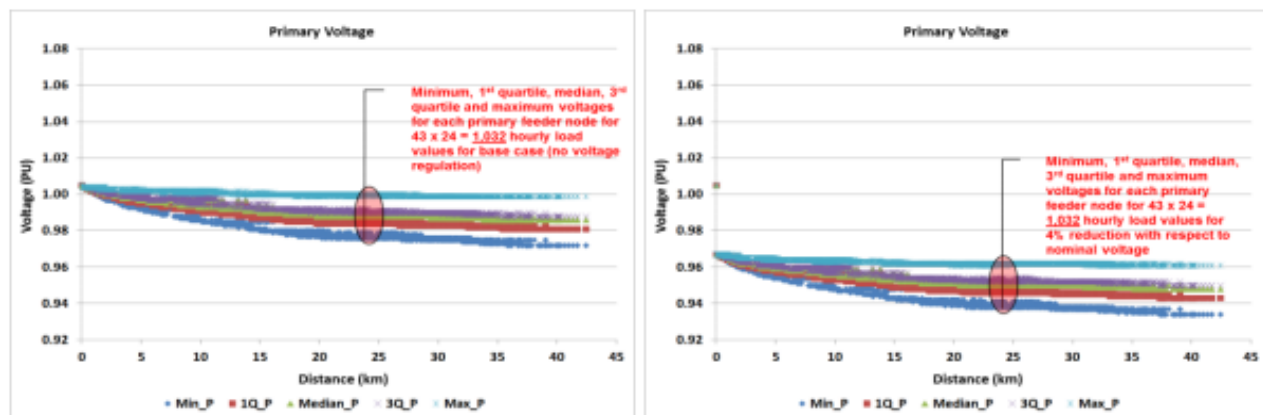 Primary Voltage
1.08
1.06
1.04
1.02
1.00
0.98
0.96
0.94
0.92
Voltage (PU)
Minimum, 1st quartile, median, 3rd
quartile and maximum voltages
for each primary feeder node for
43 x 24 = 1,032 hourly load
values for base case (no voltage
regulation)
0 5 10 15 20 25 30 35 40 45
Distance (km)
Min_P 1Q_P Median_P 3Q_P Max_P
Primary Voltage
1.08
1.06
1.04
1.02
1.00
0.98
0.96
0.94
0.92
Voltage (PU)
Minimum, 1st quartile, median,
3rd quartile and maximum
voltages for each primary
feeder node for 43 x 24 =
1,032 hourly load values for
4% reduction with respect to
nominal voltage
0 5 10 15 20 25 30 35 40 45
Distance (km)
Min_P 1Q_P Median_P 3Q_P Max_P